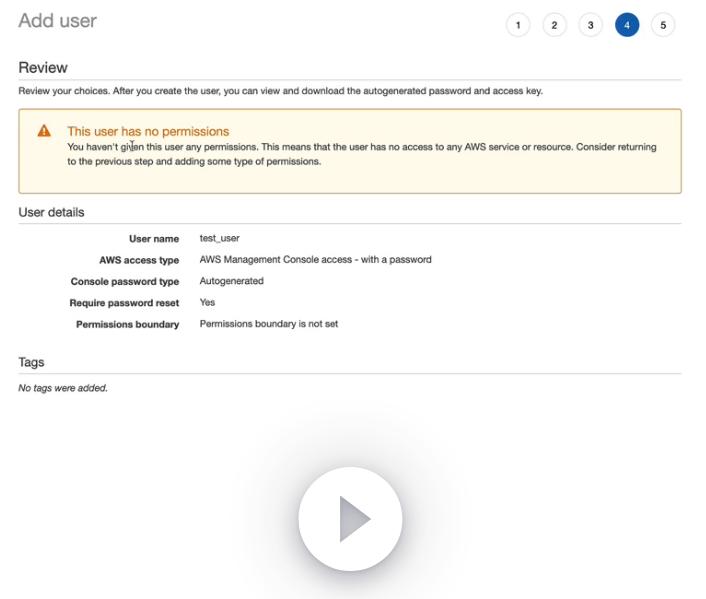 Add user
1 2 3 4 5
Review
Review your choices. After you create the user, you can view and download the autogenerated password and access key.
This user has no permissions
You haven't given this user any permissions. This means that the user has no access to any AWS service or resource. Consider returning
to the previous step and adding some type of permissions.
User details
User name test_user
AWS access type AWS Management Console access - with a password
Console password type Autogenerated
Require password reset Yes
Permissions boundary Permissions boundary is not set
Tags
No tags were added.